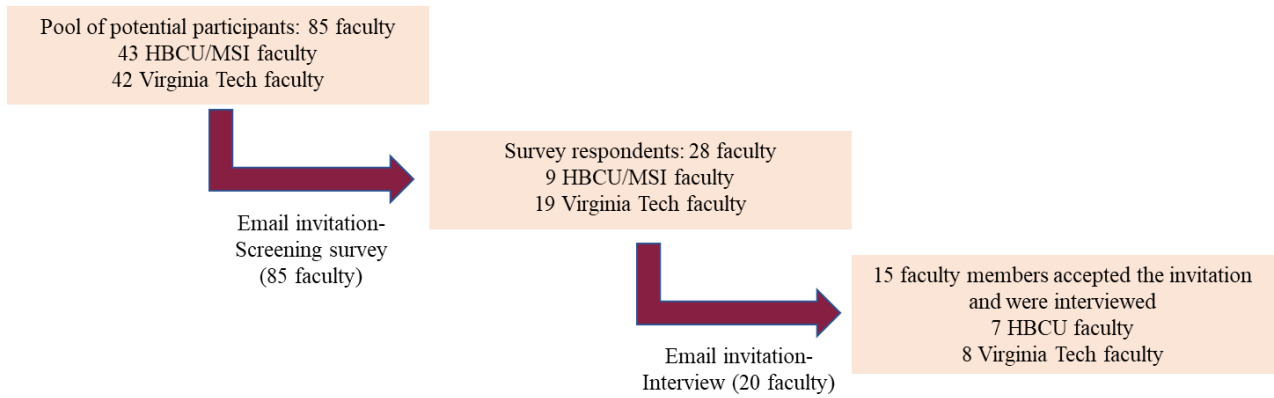 Pool of potential participants: 85 faculty
43 HBCU/MSI faculty
42 Virginia Tech faculty
Email invitation-
Screening survey
(85 faculty)
Survey respondents: 28 faculty
9 HBCU/MSI faculty
19 Virginia Tech faculty
Email invitation-
Interview (20 faculty)
15 faculty members accepted the invitation
and were interviewed
7 HBCU faculty
8 Virginia Tech faculty